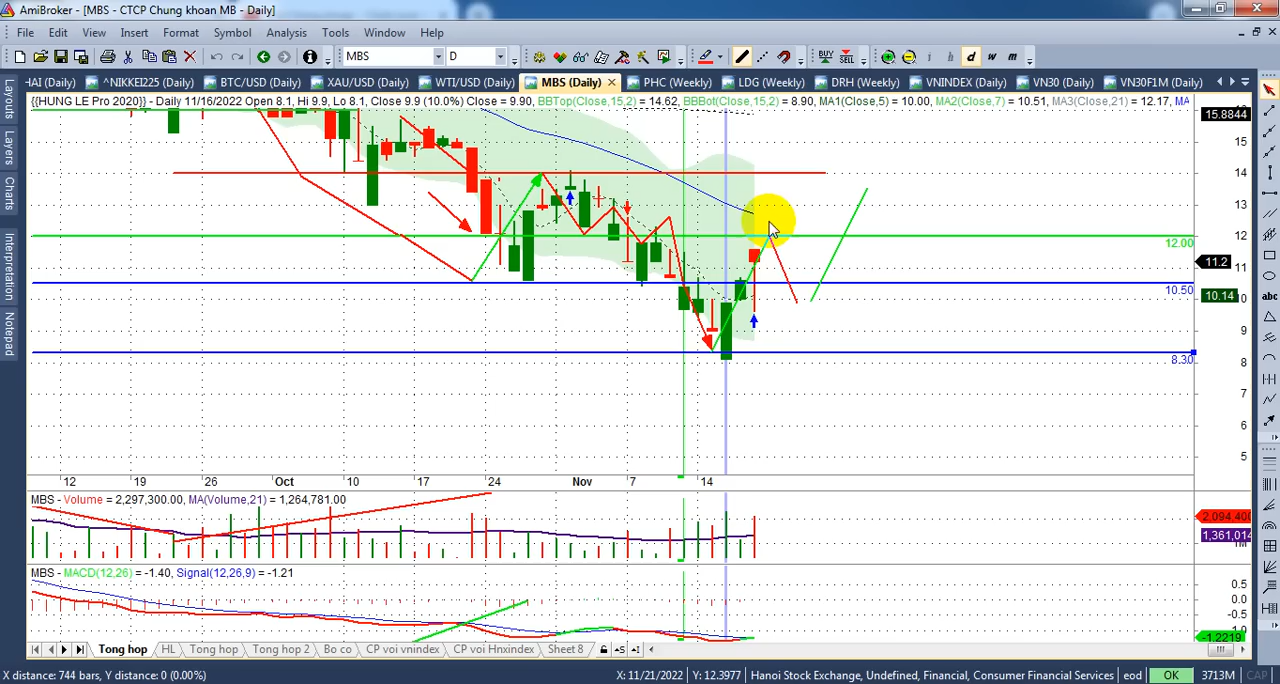 AmiBroker - [MBS - CTCP Chung khoan MB - Daily]
File Edit View Insert Format Symbol Analysis Tools Window Help
MBS D BUY SELL i h d w m
HAI (Daily) ^NIKKEI225 (Daily) BTC/USD (Daily) XAU/USD (Daily) WTI/USD (Daily) MBS (Daily) PHC (Weekly) LDG (Weekly) DRH (Weekly) VNINDEX (Daily) VN30 (Daily) VN30F1M (Daily)
{{HUNG LE Pro 2020}} - Daily 11/16/2022 Open 8.1, Hi 9.9, Lo 8.1, Close 9.9 (10.0%) Close = 9.90, BBTop(Close,15,2) = 14.62, BBBot(Close,15,2) = 8.90, MA1(Close,5) = 10.00, MA2(Close,7) = 10.51, MA3(Close,21) = 12.17, MA
Layouts
Layers
Charts
Interpretation
Notepad
abc
15.8844
15
14
13
12
12.00
11.2
11
10.50
10.14
9
8.30
8
7
6
5
12 19 26 Oct 10 17 24 Nov 7 14
MBS - Volume = 2,297,300.00, MA(Volume,21) = 1,264,781.00
2,094,400
1,361,014
MBS - MACD(12,26) = -1.40, Signal(12,26,9) = -1.21
0.5
0.0
-0.5
-1.2219
Tong hop HL Tong hop Tong hop 2 Bo co CP voi vnindex CP voi Hnxindex Sheet 8
X distance: 744 bars, Y distance: 0 (0.00%) X: 11/21/2022 Y: 12.3977 Hanoi Stock Exchange, Undefined, Financial, Consumer Financial Services eod OK 3713M CAP